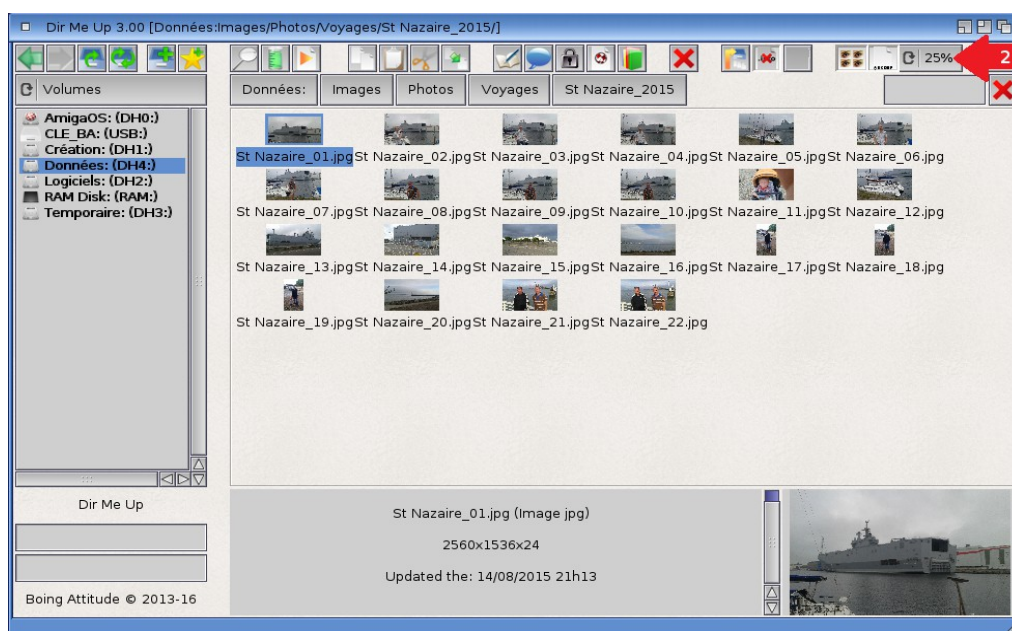 Dir Me Up 3.00 [Données:Images/Photos/Voyages/St Nazaire_2015/]
25%
2
Volumes
Données: Images Photos Voyages St Nazaire_2015
AmigaOS: (DH0:)
CLE_BA: (USB:)
Création: (DH1:)
Données: (DH4:)
Logiciels: (DH2:)
RAM Disk: (RAM:)
Temporaire: (DH3:)
St Nazaire_01.jpg St Nazaire_02.jpg St Nazaire_03.jpg St Nazaire_04.jpg St Nazaire_05.jpg St Nazaire_06.jpg
St Nazaire_07.jpg St Nazaire_08.jpg St Nazaire_09.jpg St Nazaire_10.jpg St Nazaire_11.jpg St Nazaire_12.jpg
St Nazaire_13.jpg St Nazaire_14.jpg St Nazaire_15.jpg St Nazaire_16.jpg St Nazaire_17.jpg St Nazaire_18.jpg
St Nazaire_19.jpg St Nazaire_20.jpg St Nazaire_21.jpg St Nazaire_22.jpg
Dir Me Up
Boing Attitude © 2013-16
St Nazaire_01.jpg (Image jpg)
2560x1536x24
Updated the: 14/08/2015 21h13